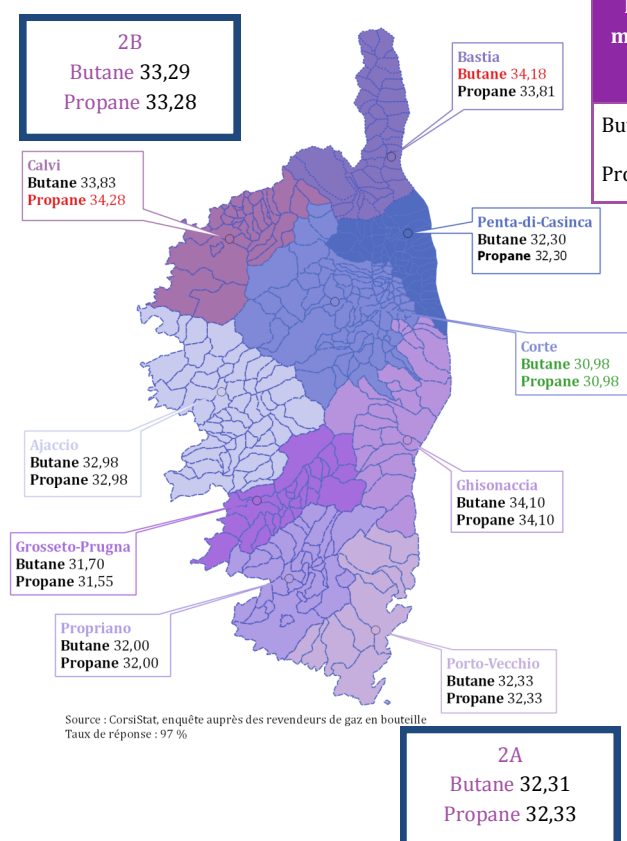 2B
Butane 33,29
Propane 33,28
Bastia
Butane 34,18
Propane 33,81
Calvi
Butane 33,83
Propane 34,28
Penta-di-Casinca
Butane 32,30
Propane 32,30
Corte
Butane 30,98
Propane 30,98
Ajaccio
Butane 32,98
Propane 32,98
Ghisonaccia
Butane 34,10
Propane 34,10
Grosseto-Prugna
Butane 31,70
Propane 31,55
Propriano
Butane 32,00
Propane 32,00
Porto-Vecchio
Butane 32,33
Propane 32,33
Source : CorsiStat, enquête auprès des revendeurs de gaz en bouteille
Taux de réponse : 97 %
2A
Butane 32,31
Propane 32,33